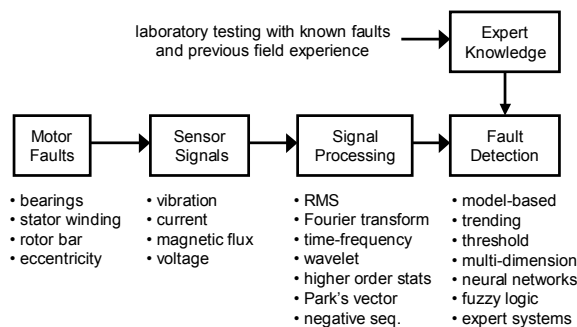 laboratory testing with known faults
and previous field experience
Expert
Knowledge
Motor
Faults
Sensor
Signals
Signal
Processing
Fault
Detection
• bearings
• stator winding
• rotor bar
• eccentricity
• vibration
• current
• magnetic flux
• voltage
• RMS
• Fourier transform
• time-frequency
• wavelet
• higher order stats
• Park's vector
• negative seq.
• model-based
• trending
• threshold
• multi-dimension
• neural networks
• fuzzy logic
• expert systems